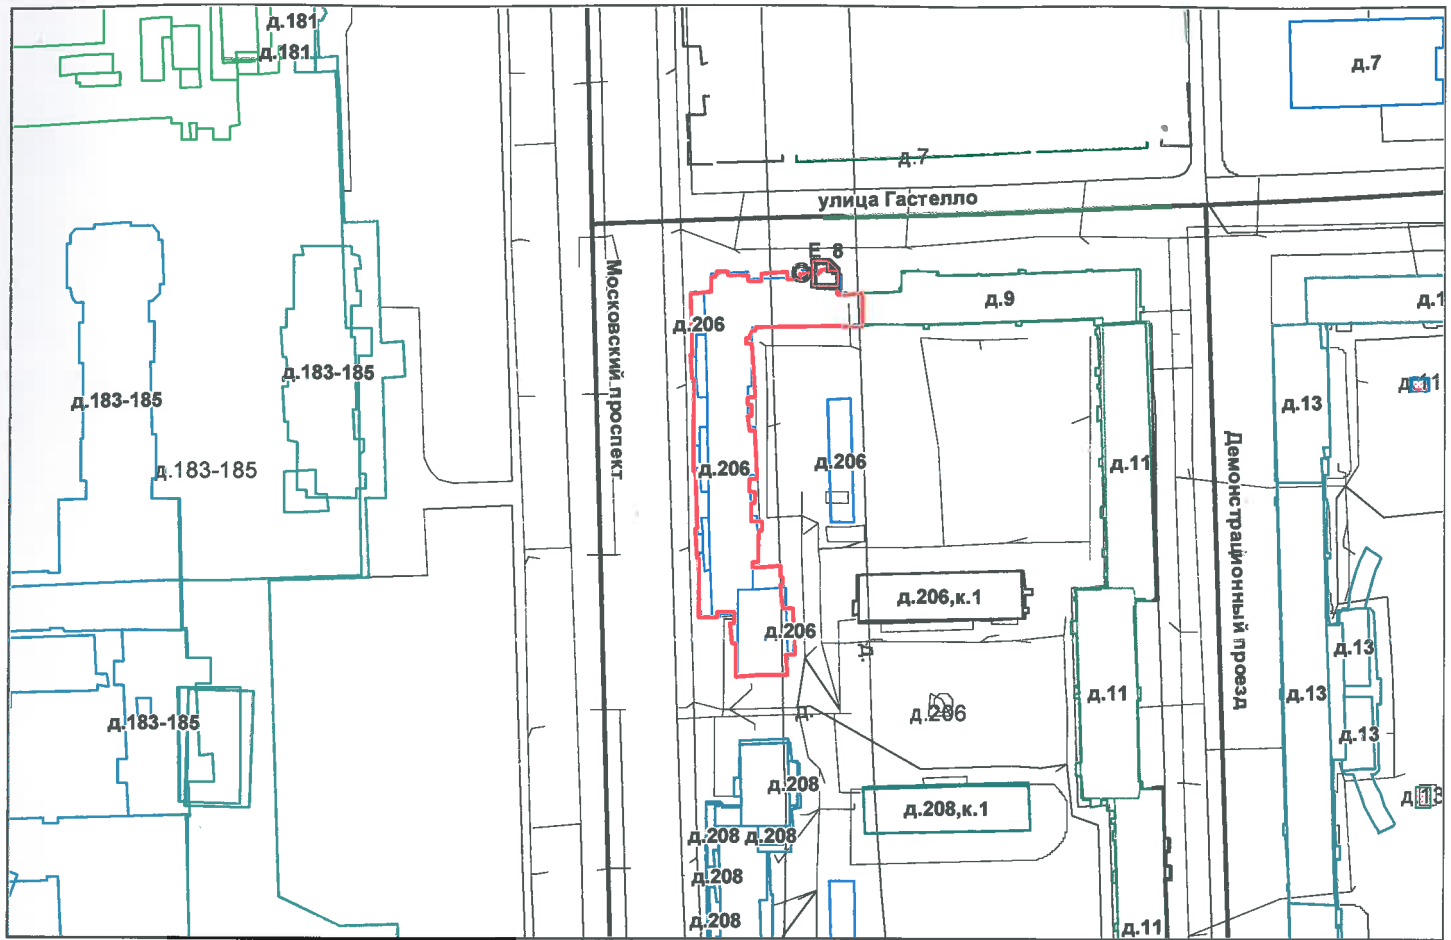 д.181
д.181
д.7
д.7
улица Гастелло
Е 8
С
д.9
д.1
д.206
Московский проспект
д.183-185
д.183-185
д.11
д.13
д.183-185
д.206
д.206
д.11
Демонстрационный проезд
д.206,к.1
д.206
д.
д.13
д.11
д.13
д.206
д.
д.183-185
д.13
д.208
д.208,к.1
д.13
д.208
д.208
д.208
д.208
д.11